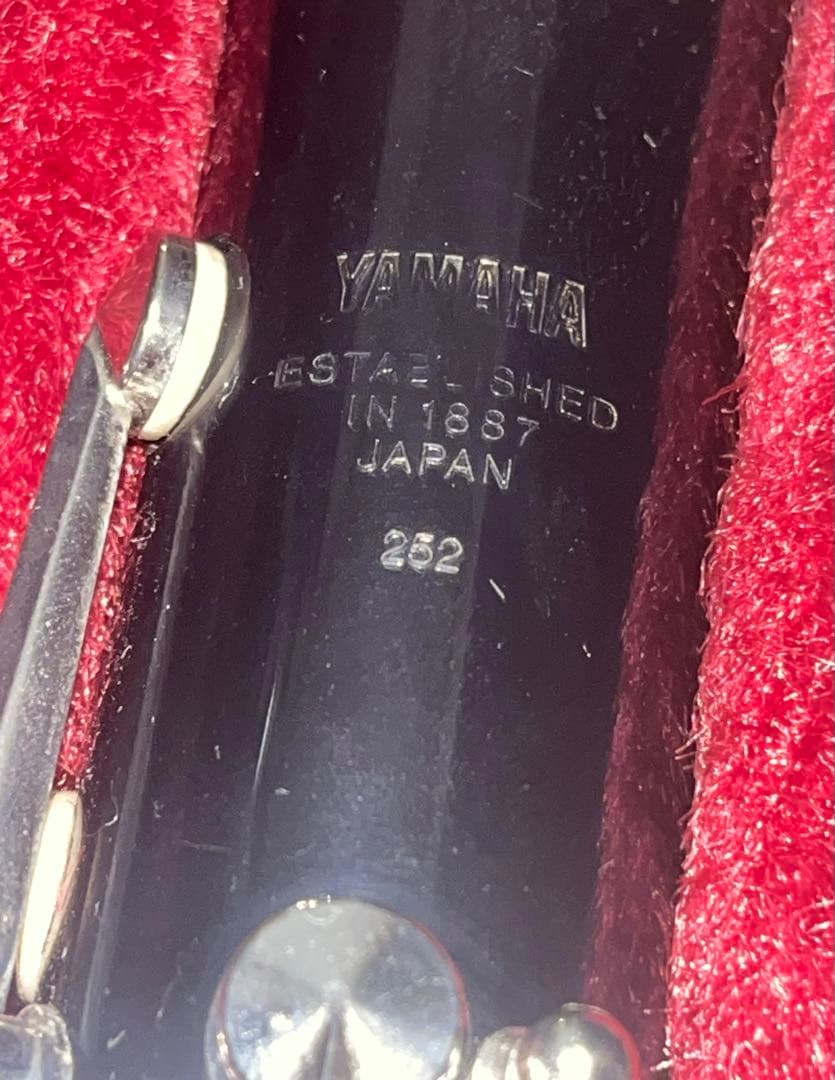 YAMAHA
ESTABLISHED
IN 1887
JAPAN
252